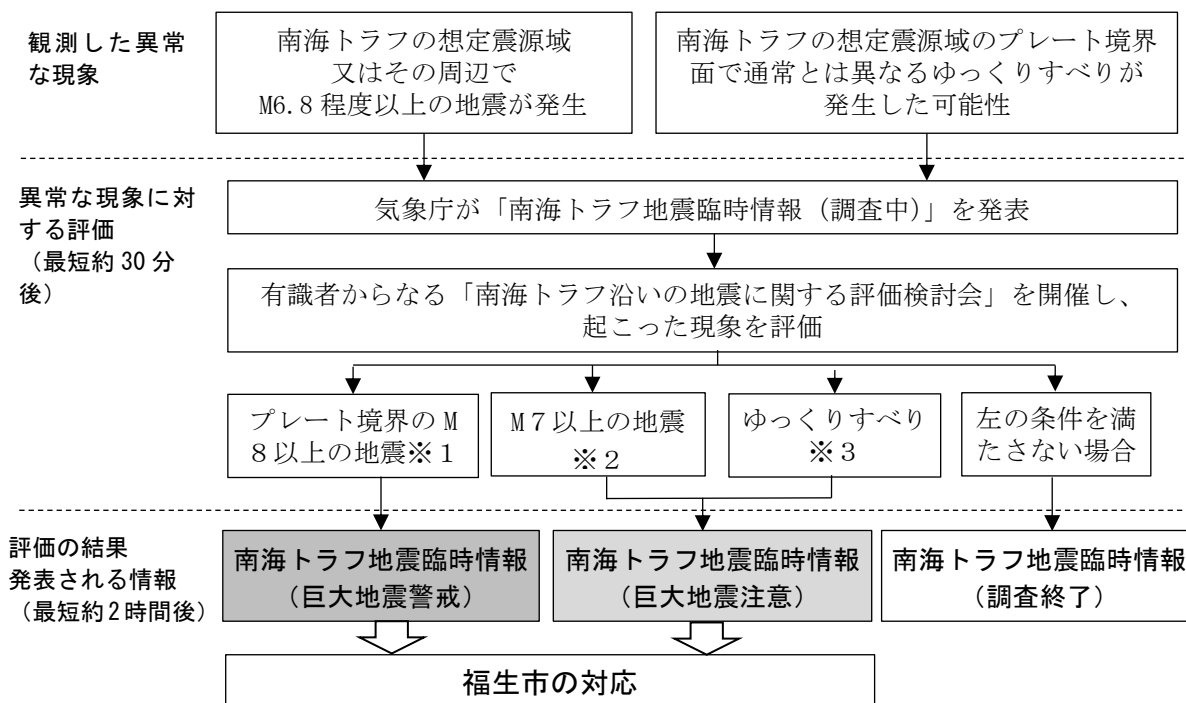 観測した異常
な現象
南海トラフの想定震源域
又はその周辺で
M6.8 程度以上の地震が発生
南海トラフの想定震源域のプレート境界
面で通常とは異なるゆっくりすべりが
発生した可能性
異常な現象に対
する評価
（最短約 30 分
後）
気象庁が「南海トラフ地震臨時情報（調査中）」を発表
有識者からなる「南海トラフ沿いの地震に関する評価検討会」を開催し、
起こった現象を評価
プレート境界の M
８以上の地震※１
M７以上の地震
※２
ゆっくりすべり
※３
左の条件を満
たさない場合
評価の結果
発表される情報
（最短約２時間後）
南海トラフ地震臨時情報
（巨大地震警戒）
南海トラフ地震臨時情報
（巨大地震注意）
南海トラフ地震臨時情報
（調査終了）
福生市の対応